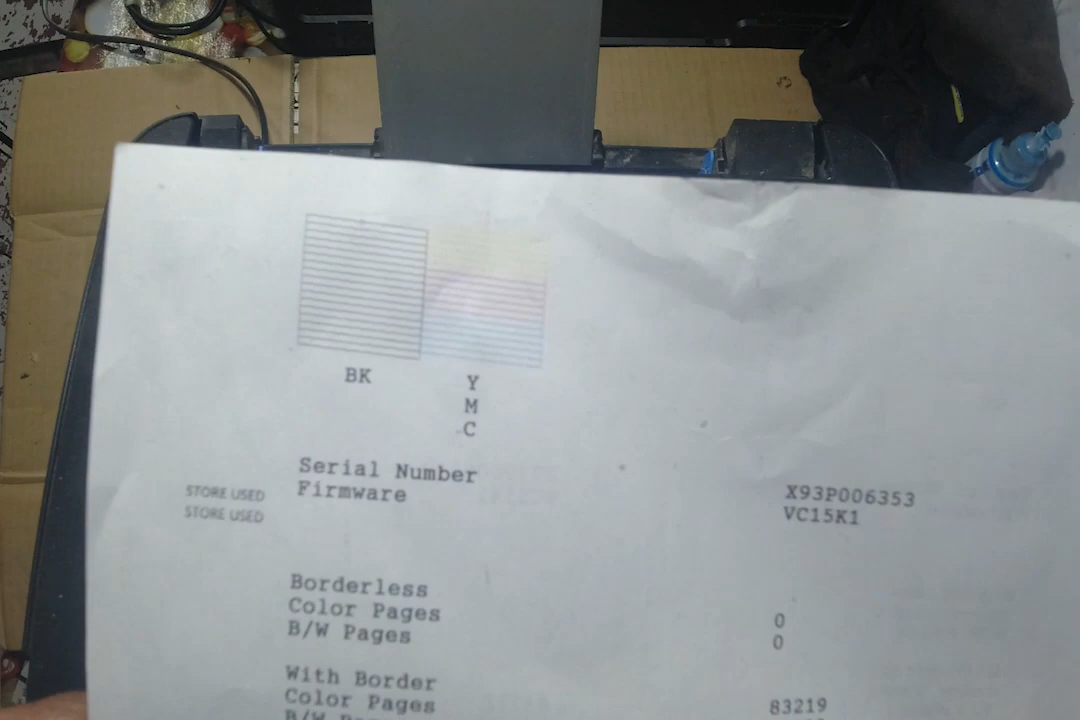 BK
Y
M
C
Serial Number X93P006353
Firmware VC15K1
STORE USED
STORE USED
Borderless
Color Pages 0
B/W Pages 0
With Border
Color Pages 83219